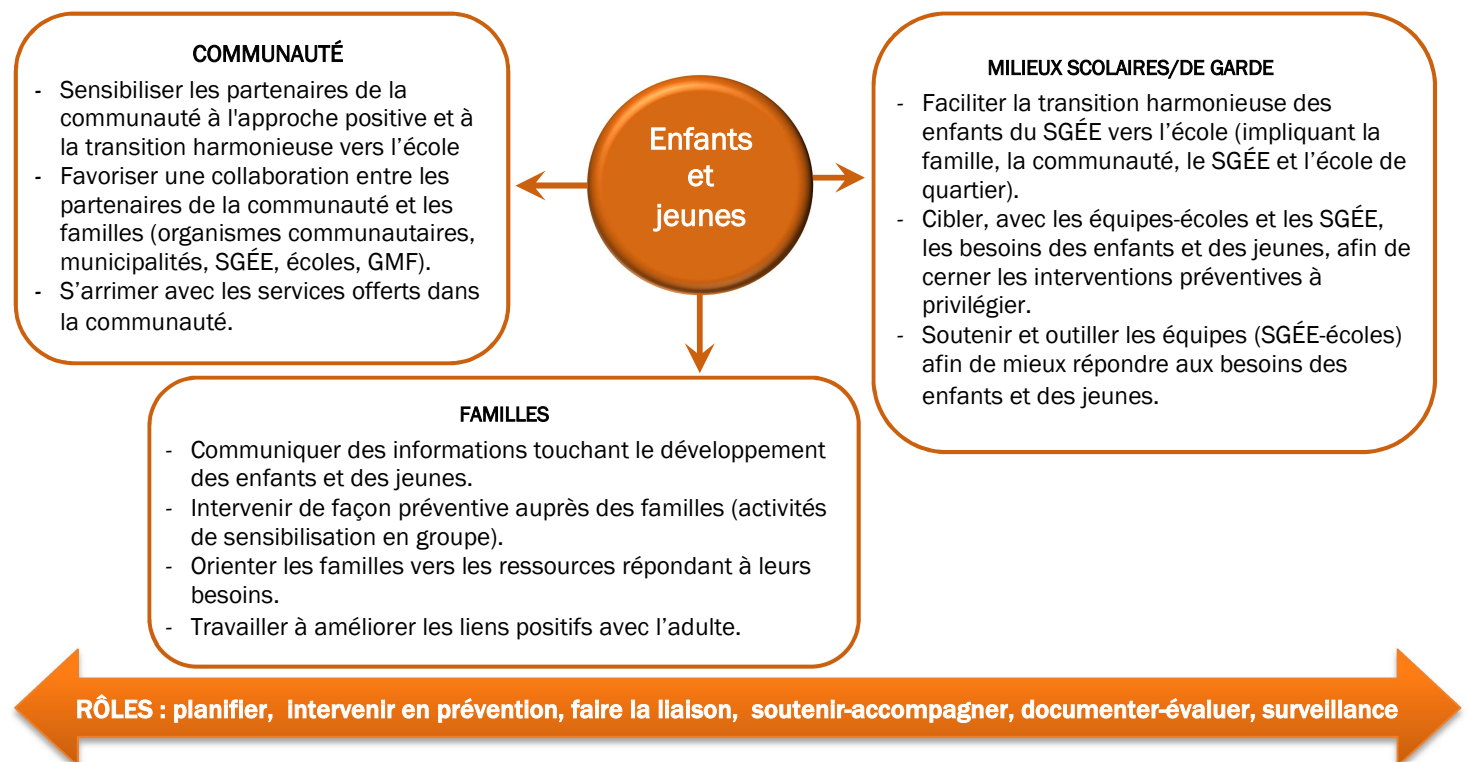 COMMUNAUTÉ
- Sensibiliser les partenaires de la
communauté à l'approche positive et à
la transition harmonieuse vers l’école
- Favoriser une collaboration entre les
partenaires de la communauté et les
familles (organismes communautaires,
municipalités, SGÉE, écoles, GMF).
- S’arrimer avec les services offerts dans
la communauté.
Enfants
et
jeunes
MILIEUX SCOLAIRES/DE GARDE
- Faciliter la transition harmonieuse des
enfants du SGÉE vers l’école (impliquant la
famille, la communauté, le SGÉE et l’école de
quartier).
- Cibler, avec les équipes-écoles et les SGÉE,
les besoins des enfants et des jeunes, afin de
cerner les interventions préventives à
privilégier.
- Soutenir et outiller les équipes (SGÉE-écoles)
afin de mieux répondre aux besoins des
enfants et des jeunes.
FAMILLES
- Communiquer des informations touchant le développement
des enfants et des jeunes.
- Intervenir de façon préventive auprès des familles (activités
de sensibilisation en groupe).
- Orienter les familles vers les ressources répondant à leurs
besoins.
- Travailler à améliorer les liens positifs avec l’adulte.
RÔLES : planifier, intervenir en prévention, faire la liaison, soutenir-accompagner, documenter-évaluer, surveillance